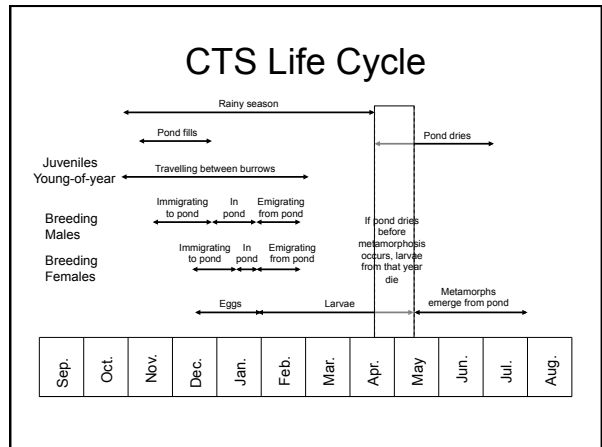 CTS Life Cycle
Rainy season
Pond fills
Pond dries
Juveniles
Young-of-year
Travelling between burrows
Breeding
Males
Immigrating
to pond
In
pond
Emigrating
from pond
If pond dries
before
metamorphosis
occurs, larvae
from that year
die
Breeding
Females
Immigrating
to pond
In
pond
Emigrating
from pond
Eggs
Larvae
Metamorphs
emerge from pond
Sep.
Oct.
Nov.
Dec.
Jan.
Feb.
Mar.
Apr.
May
Jun.
Jul.
Aug.